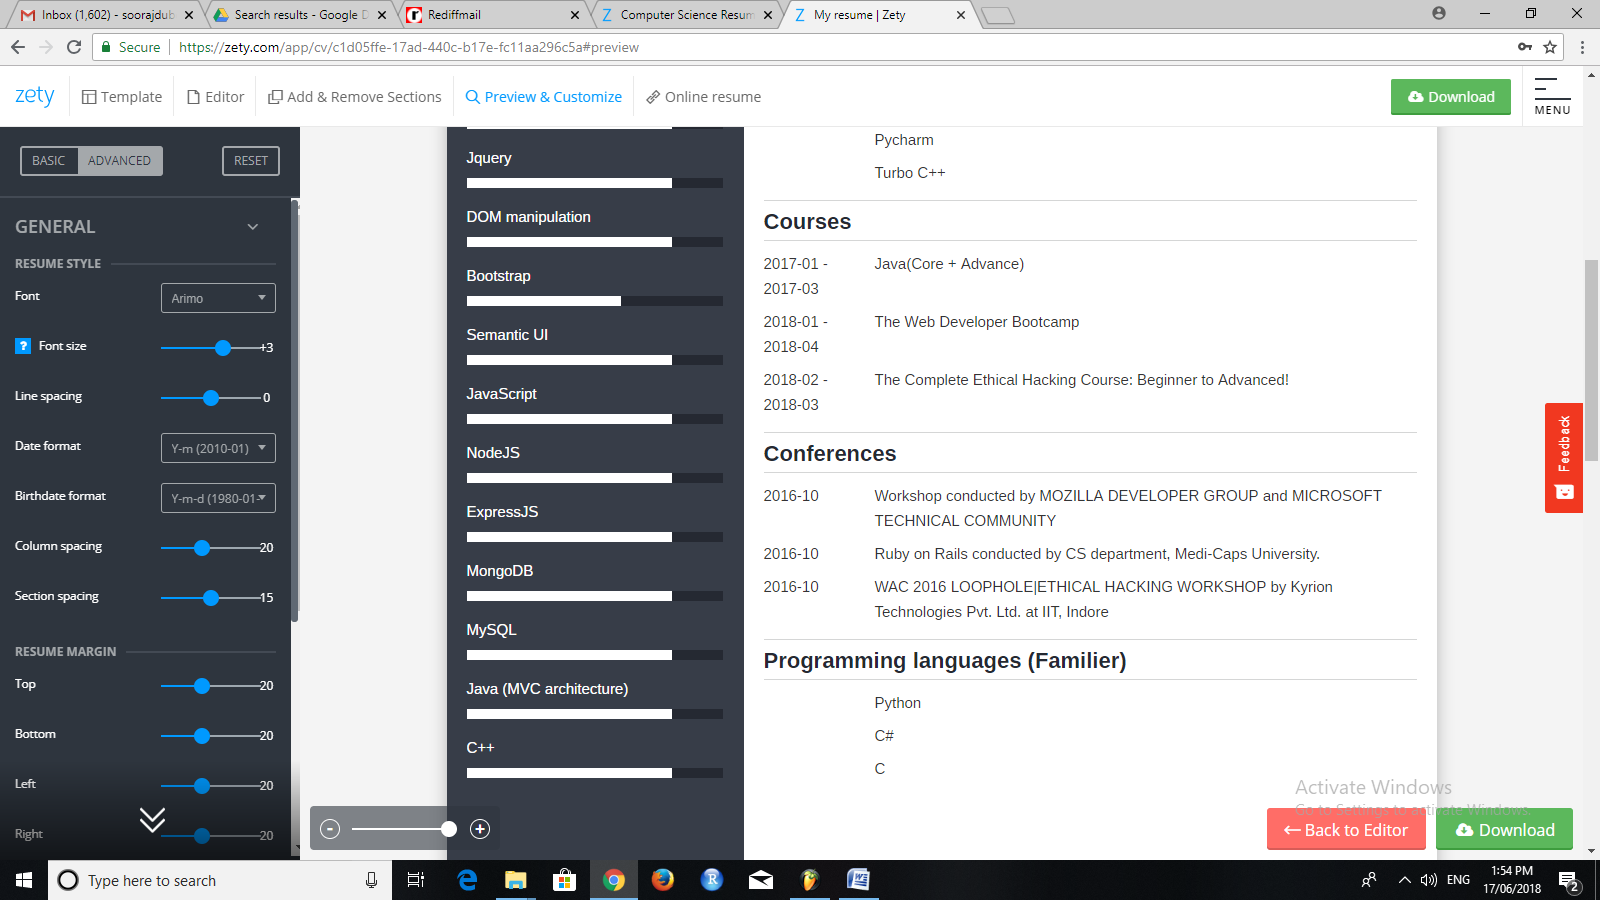 Inbox (1,602) - soorajdub
Search results - Google D
Rediffmail
Computer Science Resum
My resume | Zety
Secure
https://zety.com/app/cv/c1d05ffe-17ad-440c-b17e-fc11aa296c5a#preview
zety
Template
Editor
Add & Remove Sections
Preview & Customize
Online resume
Download
MENU
BASIC
ADVANCED
RESET
GENERAL
RESUME STYLE
Font
Arimo
? Font size
+3
Line spacing
0
Date format
Y-m (2010-01)
Birthdate format
Y-m-d (1980-01-
Column spacing
20
Section spacing
15
RESUME MARGIN
Top
20
Bottom
20
Left
20
Right
20
Jquery
DOM manipulation
Bootstrap
Semantic UI
JavaScript
NodeJS
ExpressJS
MongoDB
MySQL
Java (MVC architecture)
C++
Pycharm
Turbo C++
Courses
2017-01 - Java(Core + Advance)
2017-03
2018-01 - The Web Developer Bootcamp
2018-04
2018-02 - The Complete Ethical Hacking Course: Beginner to Advanced!
2018-03
Conferences
2016-10 Workshop conducted by MOZILLA DEVELOPER GROUP and MICROSOFT
TECHNICAL COMMUNITY
2016-10 Ruby on Rails conducted by CS department, Medi-Caps University.
2016-10 WAC 2016 LOOPHOLE|ETHICAL HACKING WORKSHOP by Kyrion
Technologies Pvt. Ltd. at IIT, Indore
Programming languages (Familier)
Python
C#
C
Feedback
Activate Windows
Go to Settings to activate Windows.
Back to Editor
Download
Type here to search
ENG
1:54 PM
17/06/2018
2